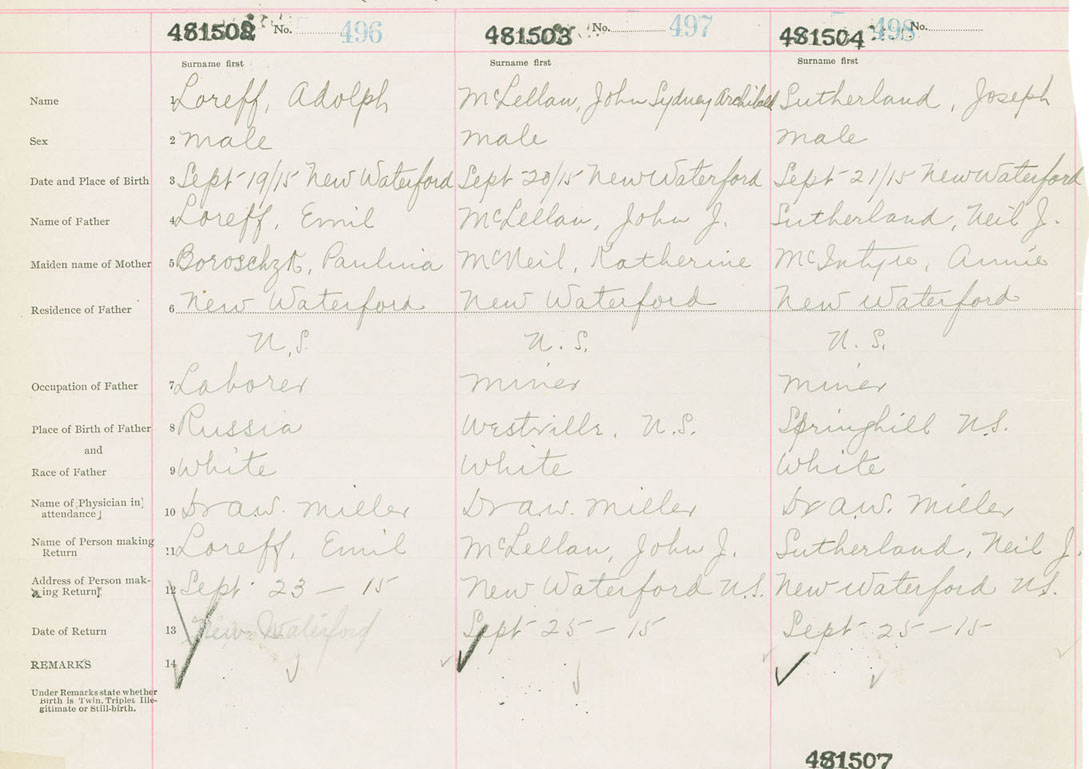 481502 No. 496 481503 No. 497 481504 498 No.
Surname first Surname first Surname first
Name 1 Loreff, Adolph McLellan, John Sydney Archibald Sutherland, Joseph
Sex 2 male male male
Date and Place of Birth 3 Sept 19/15 New Waterford Sept 20/15 New Waterford Sept 21/15 New Waterford
Name of Father 4 Loreff, Emil McLellan, John J. Sutherland, Neil J.
Maiden name of Mother 5 Boroschzk, Paulina McNeil, Katherine McIntyre, Annie
Residence of Father 6 New Waterford New Waterford New Waterford
N.S. N.S. N.S.
Occupation of Father 7 Laborer miner miner
Place of Birth of Father 8 Russia Westville, N.S. Springhill N.S.
and
Race of Father 9 White White White
Name of Physician in
attendance 10 Dr A.W. Miller Dr A.W. Miller Dr A.W. Miller
Name of Person making
Return 11 Loreff, Emil McLellan, John J. Sutherland, Neil J.
Address of Person mak-
ing Return 12 Sept 23 - 15 New Waterford N.S. New Waterford N.S.
Date of Return 13 New Waterford Sept 25 - 15 Sept 25 - 15
REMARKS 14
Under Remarks state whether
Birth is Twin, Triplet Ille-
gitimate or Still-birth.
481507